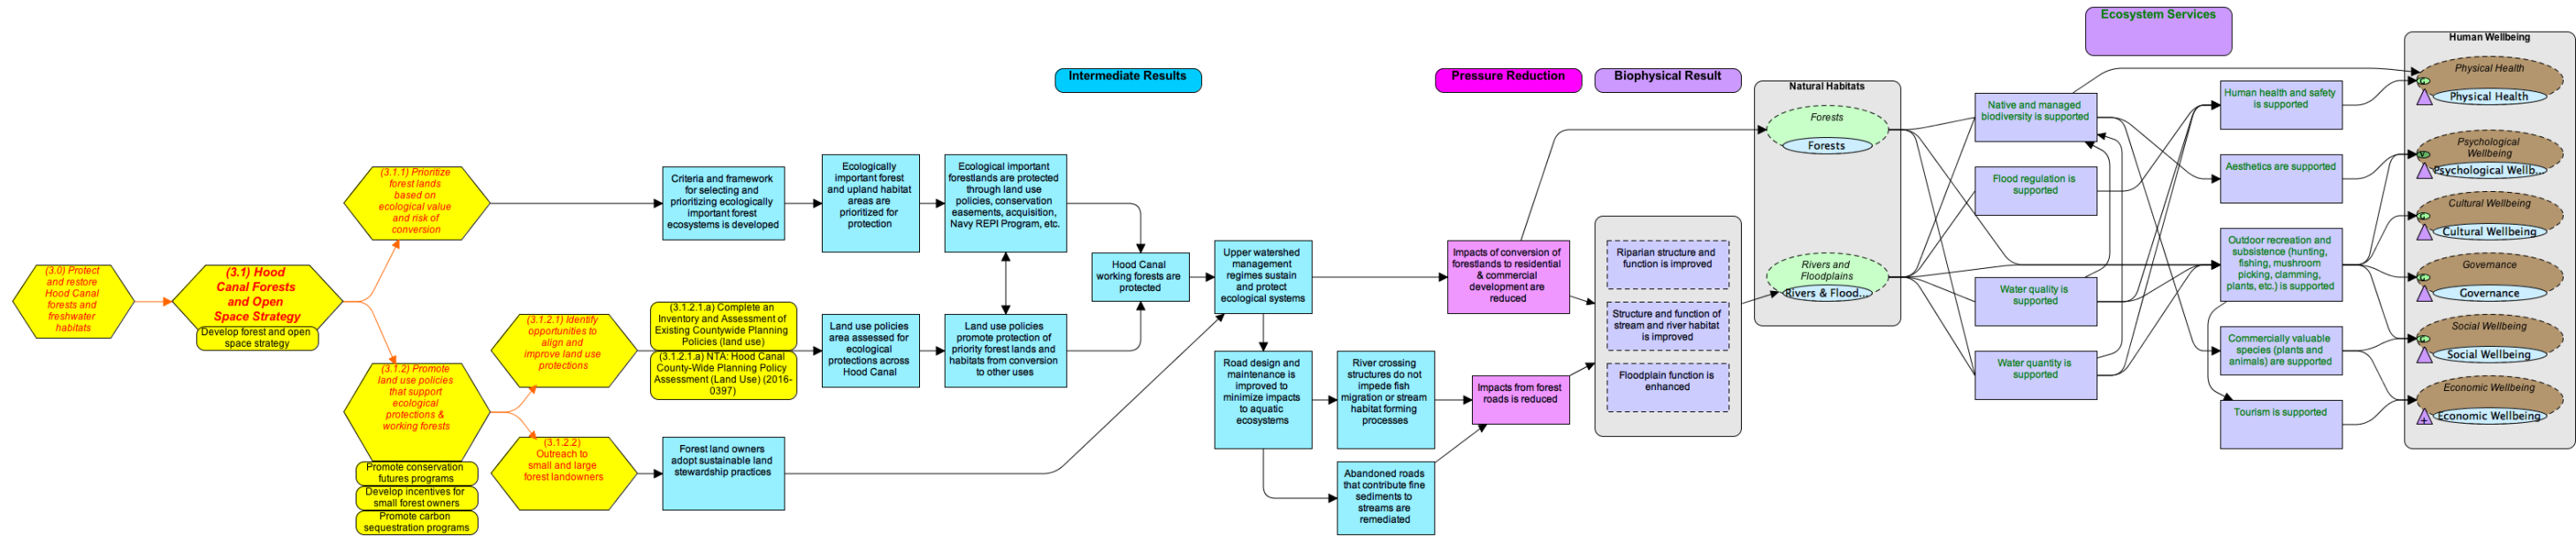 Ecosystem Services
Human Wellbeing
Intermediate Results
Pressure Reduction
Biophysical Result
Natural Habitats
(3.0) Protect
and restore
Hood Canal
forests and
freshwater
habitats
(3.1) Hood
Canal Forests
and Open
Space Strategy
Develop forest and open
space strategy
(3.1.1) Prioritize
forest lands
based on
ecological value
and risk of
conversion
(3.1.2) Promote
land use policies
that support
ecological
protections &
working forests
Promote conservation
futures programs
Develop incentives for
small forest owners
Promote carbon
sequestration programs
(3.1.2.1) Identify
opportunities to
align and
improve land use
protections
(3.1.2.2)
Outreach to
small and large
forest landowners
(3.1.2.1.a) Complete an
Inventory and Assessment of
Existing Countywide Planning
Policies (land use)
(3.1.2.1.a) NTA: Hood Canal
County-Wide Planning Policy
Assessment (Land Use) (2016-
0397)
Criteria and framework
for selecting and
prioritizing ecologically
important forest
ecosystems is developed
Ecologically
important forest
and upland habitat
areas are
prioritized for
protection
Ecological important
forestlands are protected
through land use
policies, conservation
easements, acquisition,
Navy REPI Program, etc.
Land use policies
area assessed for
ecological
protections across
Hood Canal
Land use policies
promote protection of
priority forest lands and
habitats from conversion
to other uses
Forest land owners
adopt sustainable land
stewardship practices
Hood Canal
working forests are
protected
Upper watershed
management
regimes sustain
and protect
ecological systems
Road design and
maintenance is
improved to
minimize impacts
to aquatic
ecosystems
River crossing
structures do not
impede fish
migration or stream
habitat forming
processes
Abandoned roads
that contribute fine
sediments to
streams are
remediated
Impacts of conversion of
forestlands to residential
& commercial
development are
reduced
Impacts from forest
roads is reduced
Riparian structure and
function is improved
Structure and function of
stream and river habitat
is improved
Floodplain function is
enhanced
Forests
Forests
Rivers and
Floodplains
Rivers & Flood...
Native and managed
biodiversity is supported
Flood regulation is
supported
Water quality is
supported
Water quantity is
supported
Human health and safety
is supported
Aesthetics are supported
Outdoor recreation and
subsistence (hunting,
fishing, mushroom
picking, clamming,
plants, etc.) is supported
Commercially valuable
species (plants and
animals) are supported
Tourism is supported
Physical Health
G
Physical Health
Psychological
Wellbeing
V
Psychological Wellb...
Cultural Wellbeing
G
Cultural Wellbeing
Governance
G
Governance
Social Wellbeing
G
Social Wellbeing
Economic Wellbeing
+
Economic Wellbeing